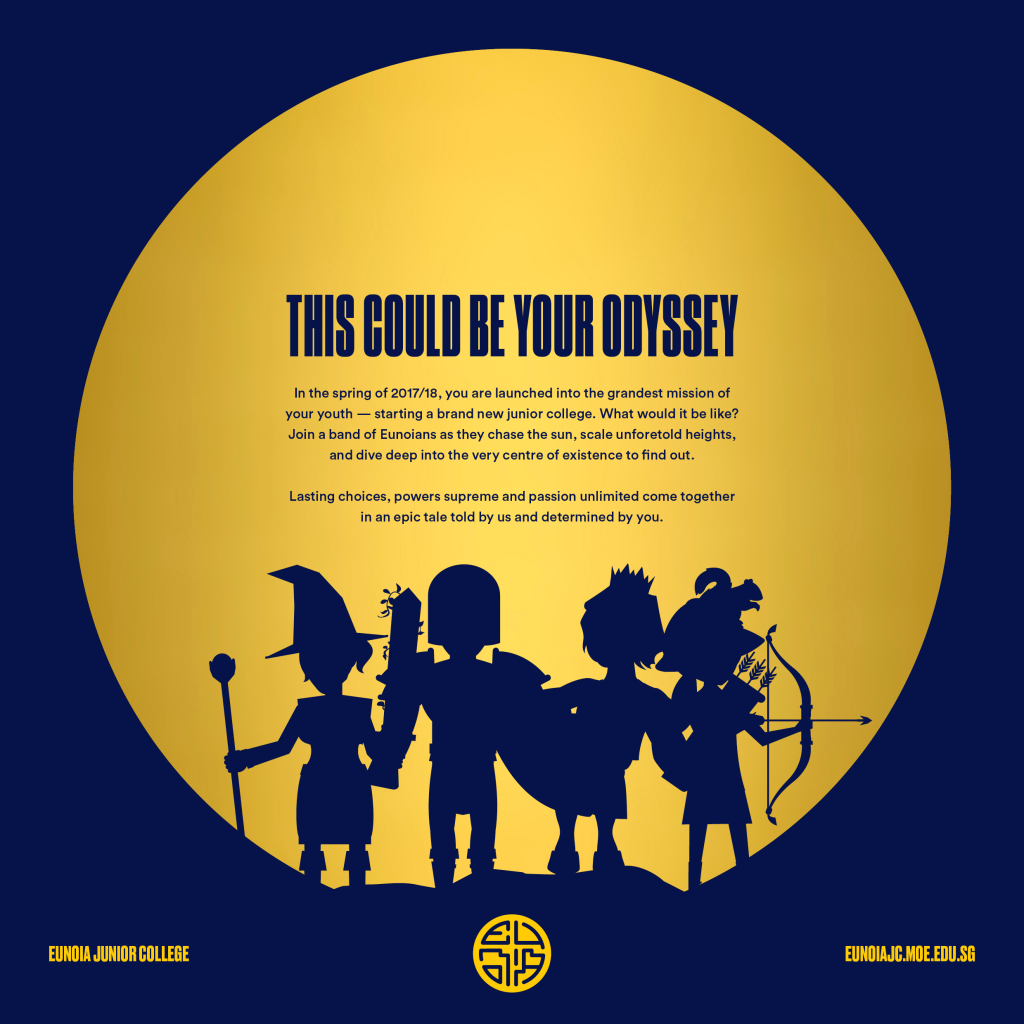 THIS COULD BE YOUR ODYSSEY
In the spring of 2017/18, you are launched into the grandest mission of
your youth — starting a brand new junior college. What would it be like?
Join a band of Eunoians as they chase the sun, scale unforetold heights,
and dive deep into the very centre of existence to find out.
Lasting choices, powers supreme and passion unlimited come together
in an epic tale told by us and determined by you.
EUNOIA JUNIOR COLLEGE
EUNOIAJC.MOE.EDU.SG